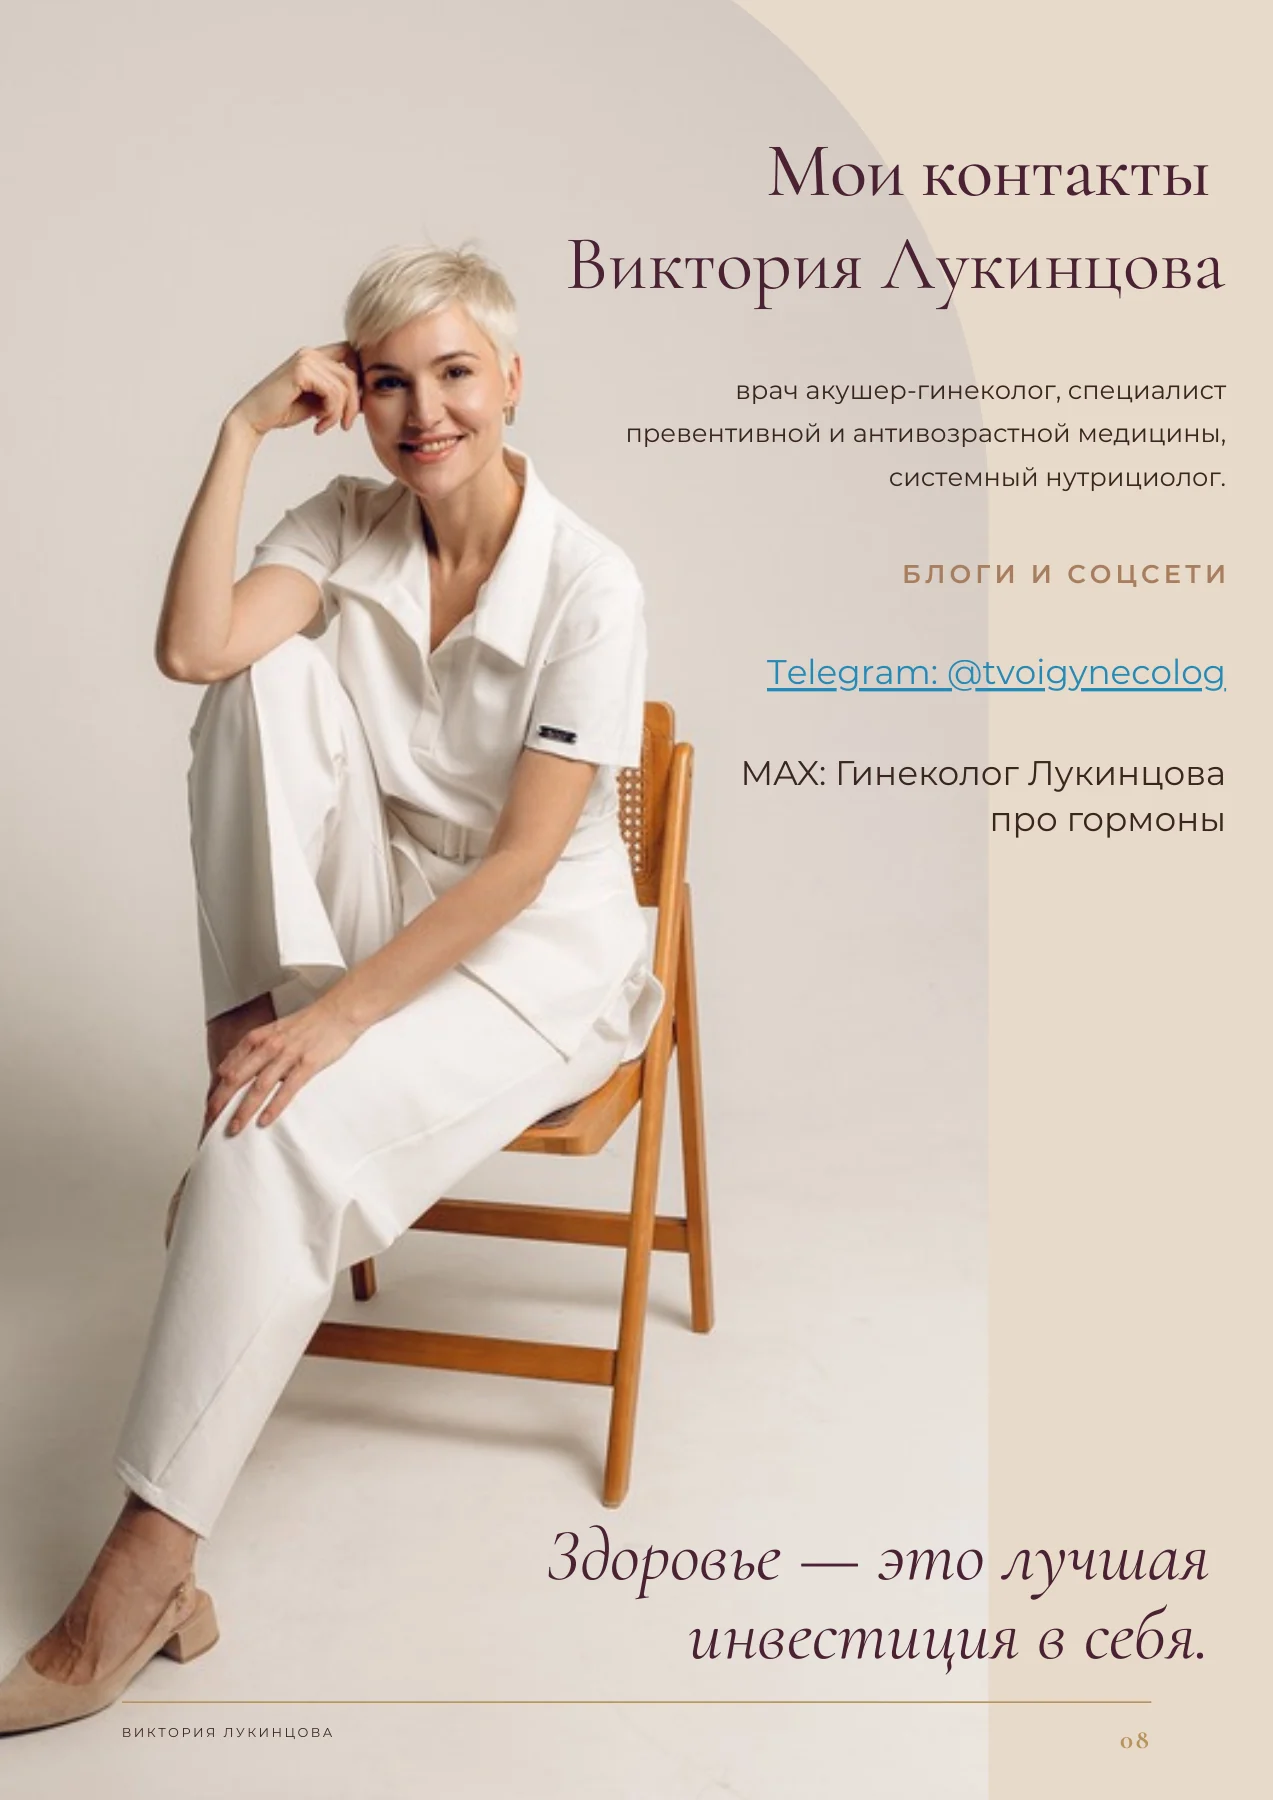 Мои контакты
Виктория Лукинцова
врач акушер-гинеколог, специалист
превентивной и антивозрастной медицины,
системный нутрициолог.
БЛОГИ И СОЦСЕТИ
Telegram: @tvoigynecolog
MAX: Гинеколог Лукинцова
про гормоны
Здоровье — это лучшая
инвестиция в себя.
ВИКТОРИЯ ЛУКИНЦОВА
08